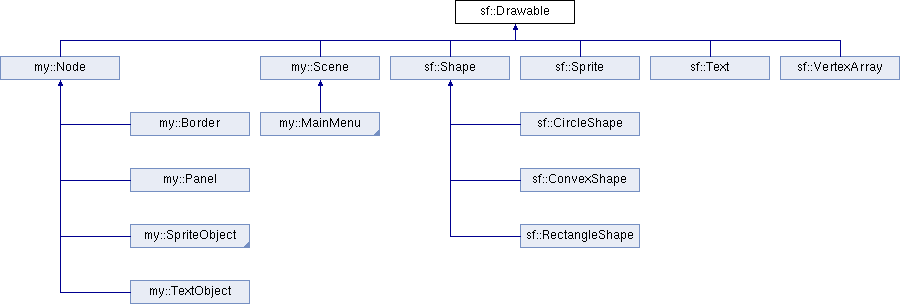 sf::Drawable
my::Node
my::Scene
sf::Shape
sf::Sprite
sf::Text
sf::VertexArray
my::Border
my::MainMenu
sf::CircleShape
my::Panel
sf::ConvexShape
my::SpriteObject
sf::RectangleShape
my::TextObject